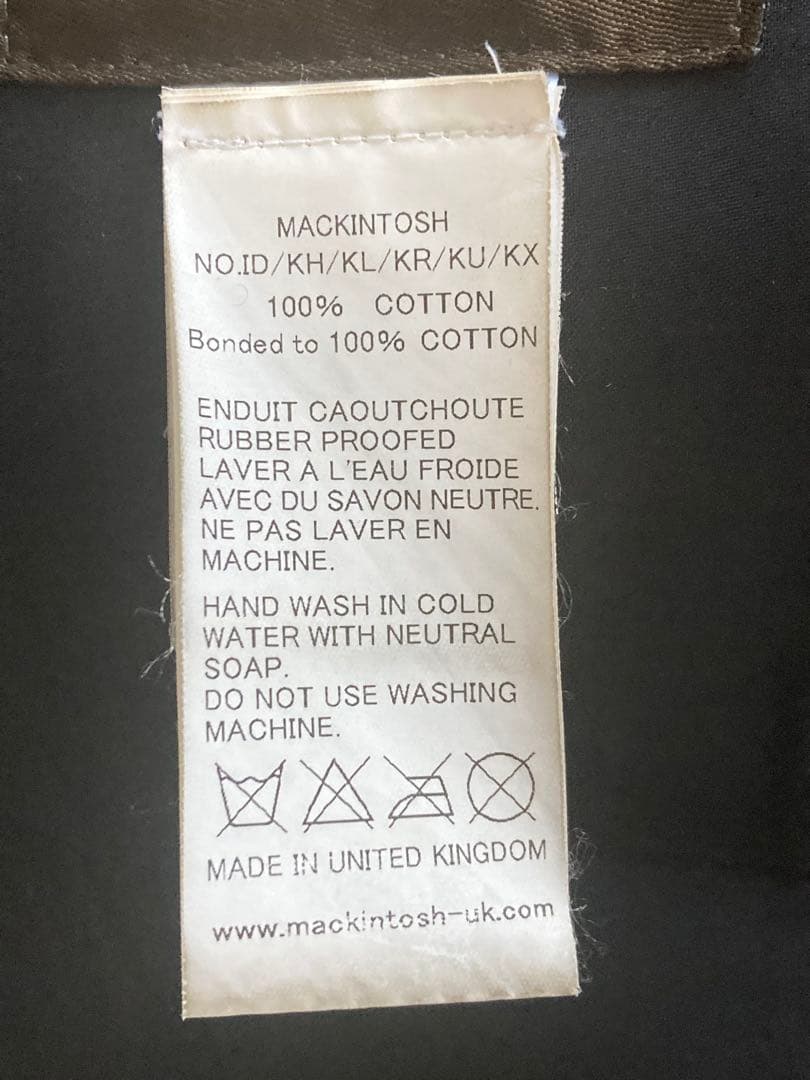 MACKINTOSH
NO.ID/KH/KL/KR/KU/KX
100% COTTON
Bonded to 100% COTTON
ENDUIT CAOUTCHOUTE
RUBBER PROOFED
LAVER A L'EAU FROIDE
AVEC DU SAVON NEUTRE.
NE PAS LAVER EN
MACHINE.
HAND WASH IN COLD
WATER WITH NEUTRAL
SOAP.
DO NOT USE WASHING
MACHINE.
MADE IN UNITED KINGDOM
www.mackintosh-uk.com